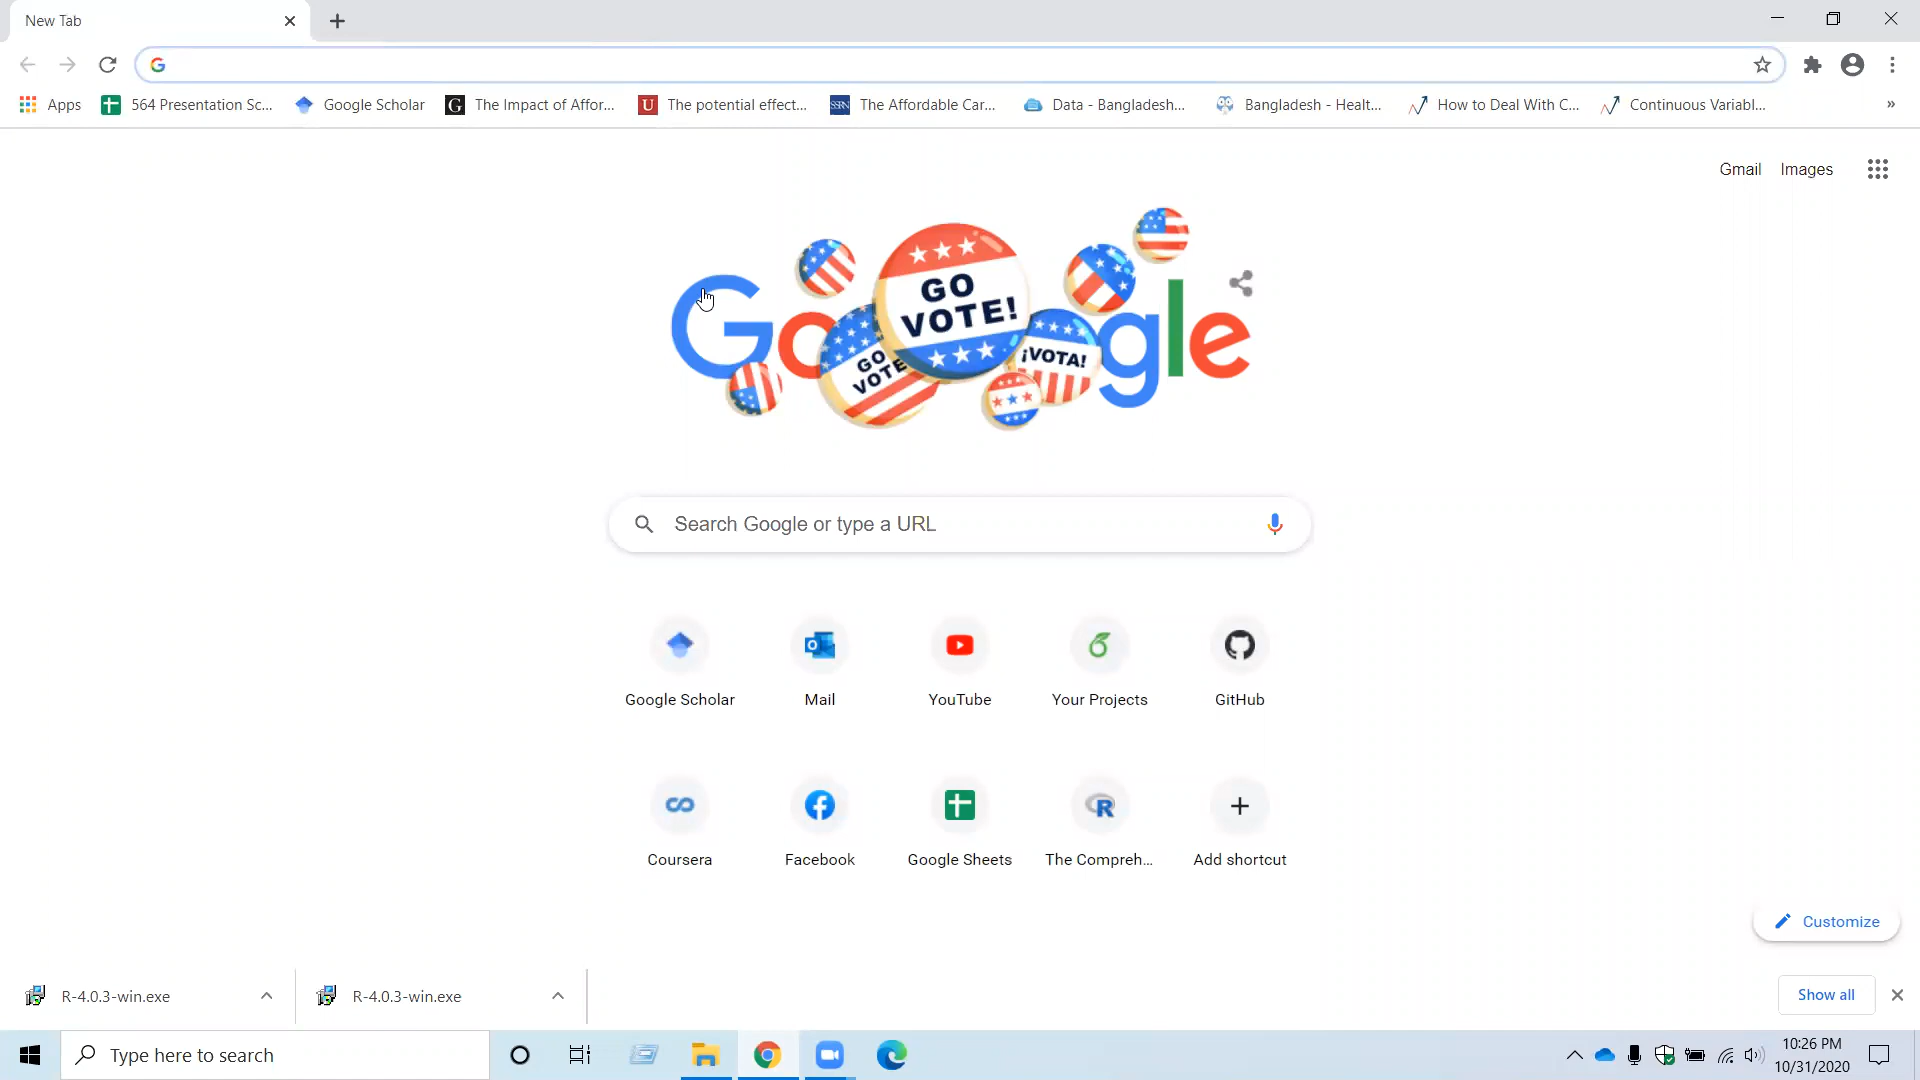 New Tab
Apps
564 Presentation Sc...
Google Scholar
G
The Impact of Affor...
U
The potential effect...
SSRN
The Affordable Car...
Data - Bangladesh...
Bangladesh - Healt...
How to Deal With C...
Continuous Variabl...
»
Gmail
Images
Google
GO VOTE!
GO VOTE
¡VOTA!
Search Google or type a URL
Google Scholar
Mail
YouTube
Your Projects
GitHub
Coursera
Facebook
Google Sheets
The Compreh...
Add shortcut
Customize
R-4.0.3-win.exe
R-4.0.3-win.exe
Show all
Type here to search
10:26 PM
10/31/2020